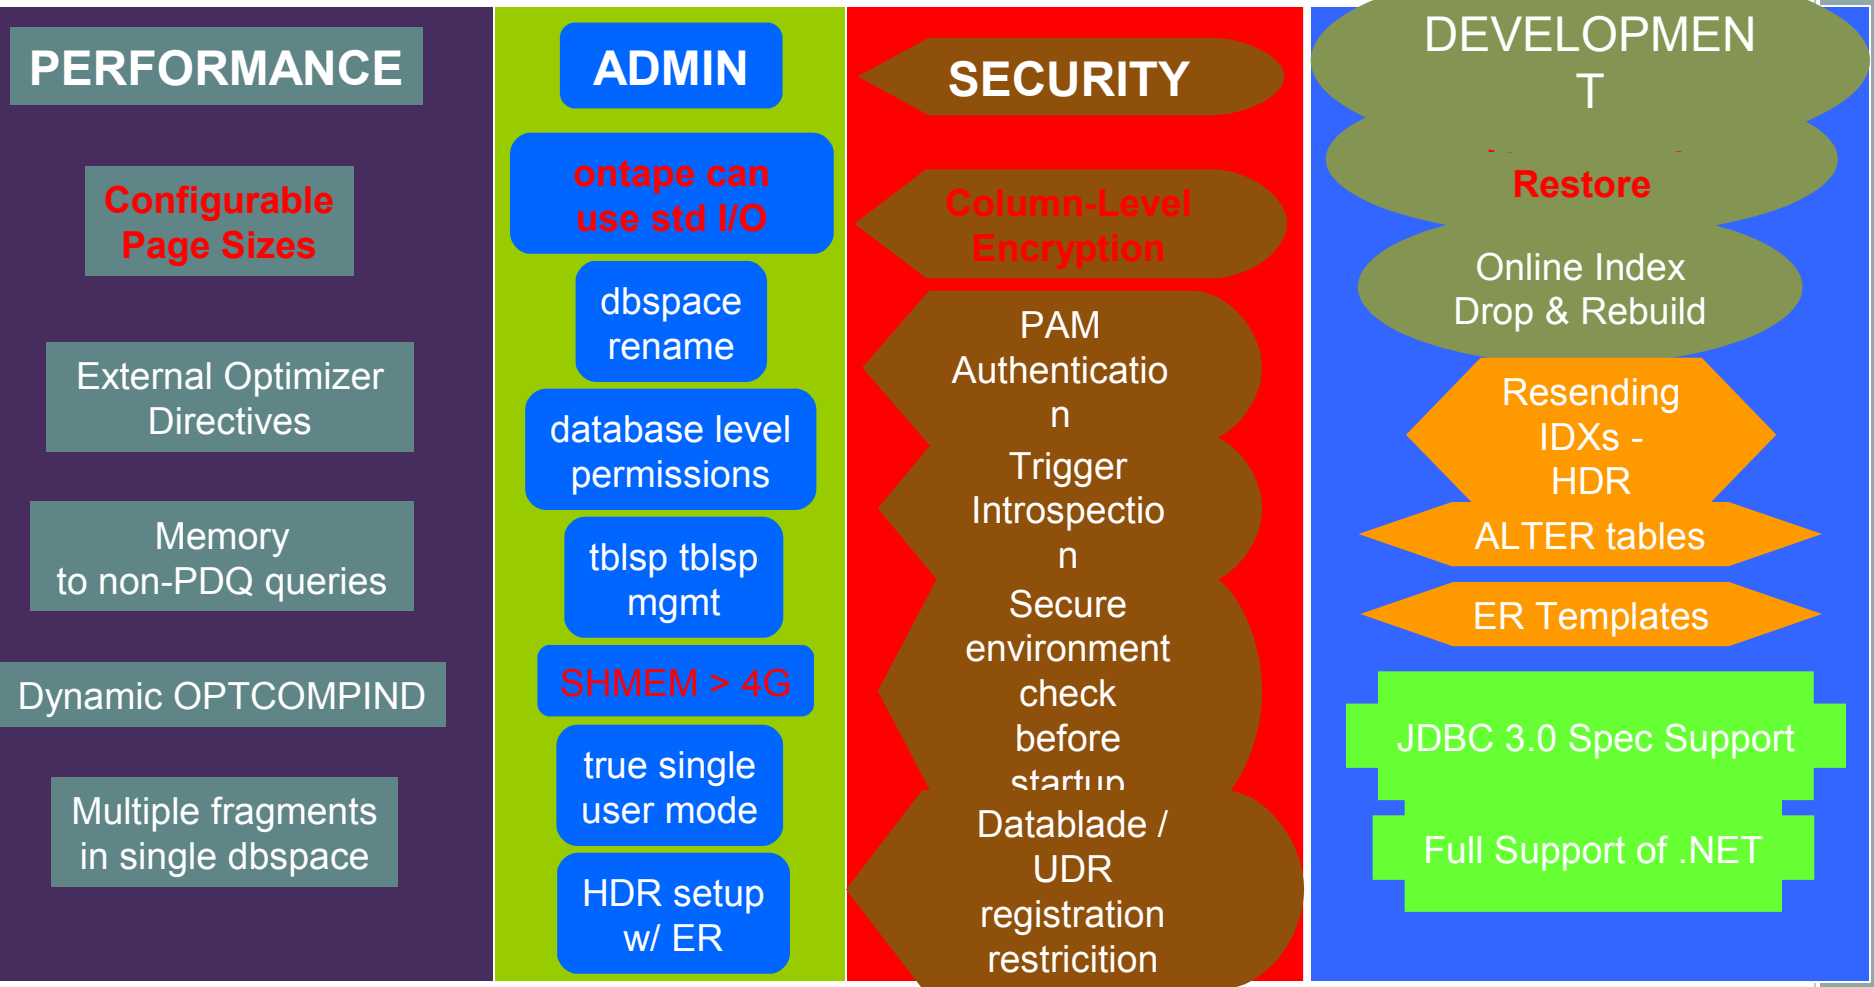 PERFORMANCE
Configurable
Page Sizes
External Optimizer
Directives
Memory
to non-PDQ queries
Dynamic OPTCOMPIND
Multiple fragments
in single dbspace
ADMIN
ontape can
use std I/O
dbspace
rename
database level
permissions
tblsp tblsp
mgmt
SHMEM > 4G
true single
user mode
HDR setup
w/ ER
SECURITY
Column-Level
Encryption
PAM
Authenticatio
n
Trigger
Introspectio
n
Secure
environment
check
before
startup
Datablade /
UDR
registration
restricition
DEVELOPMEN
T
Restore
Online Index
Drop & Rebuild
Resending
IDXs -
HDR
ALTER tables
ER Templates
JDBC 3.0 Spec Support
Full Support of .NET